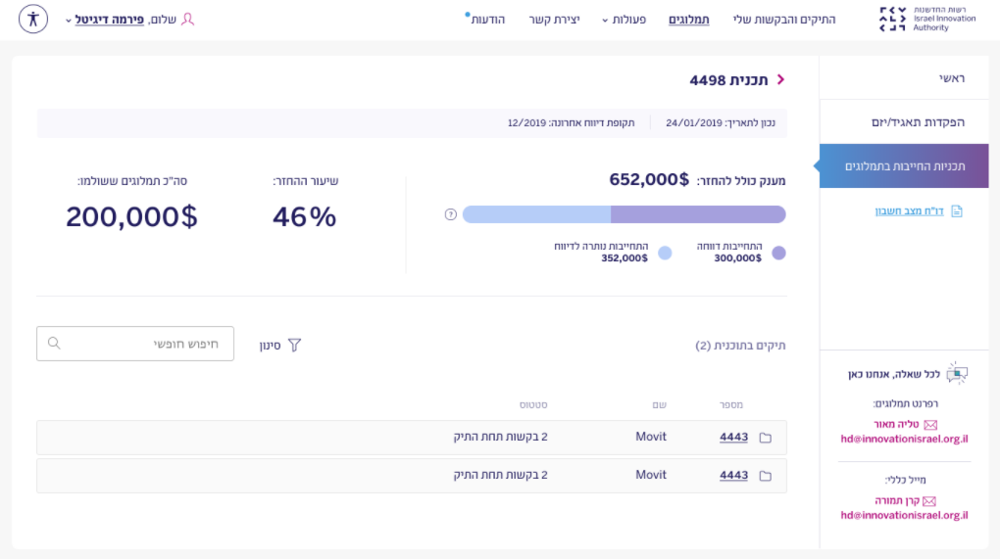 רשות החדשנות
Israel Innovation
Authority
התיקים והבקשות שלי
תמלוגים
פעולות
יצירת קשר
הודעות
שלום, פירמה דיגיטל
ראשי
הפקדות תאגיד/יזם
תכניות החייבות בתמלוגים
דו"ח מצב חשבון
לכל שאלה, אנחנו כאן
רפרנט תמלוגים:
טליה מאור
hd@innovationisrael.org.il
מייל כללי:
קרן תמורה
hd@innovationisrael.org.il
תכנית 4498
נכון לתאריך: 24/01/2019
תקופת דיווח אחרונה: 12/2019
מענק כולל להחזר: 652,000$
?
התחייבות דווחה
300,000$
התחייבות נותרה לדיווח
352,000$
שיעור ההחזר:
46%
סה"כ תמלוגים ששולמו:
200,000$
תיקים בתוכנית (2)
סינון
חיפוש חופשי
מספר שם סטטוס
4443 Movit 2 בקשות תחת התיק
4443 Movit 2 בקשות תחת התיק